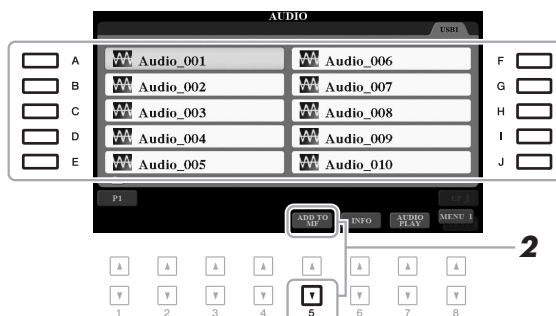 AUDIO
USB1
A Audio_001 Audio_006 F
B Audio_002 Audio_007 G
C Audio_003 Audio_008 H
D Audio_004 Audio_009 I
E Audio_005 Audio_010 J
P1
ADD TO MF
INFO
AUDIO PLAY
MENU 1
2
1 2 3 4 5 6 7 8